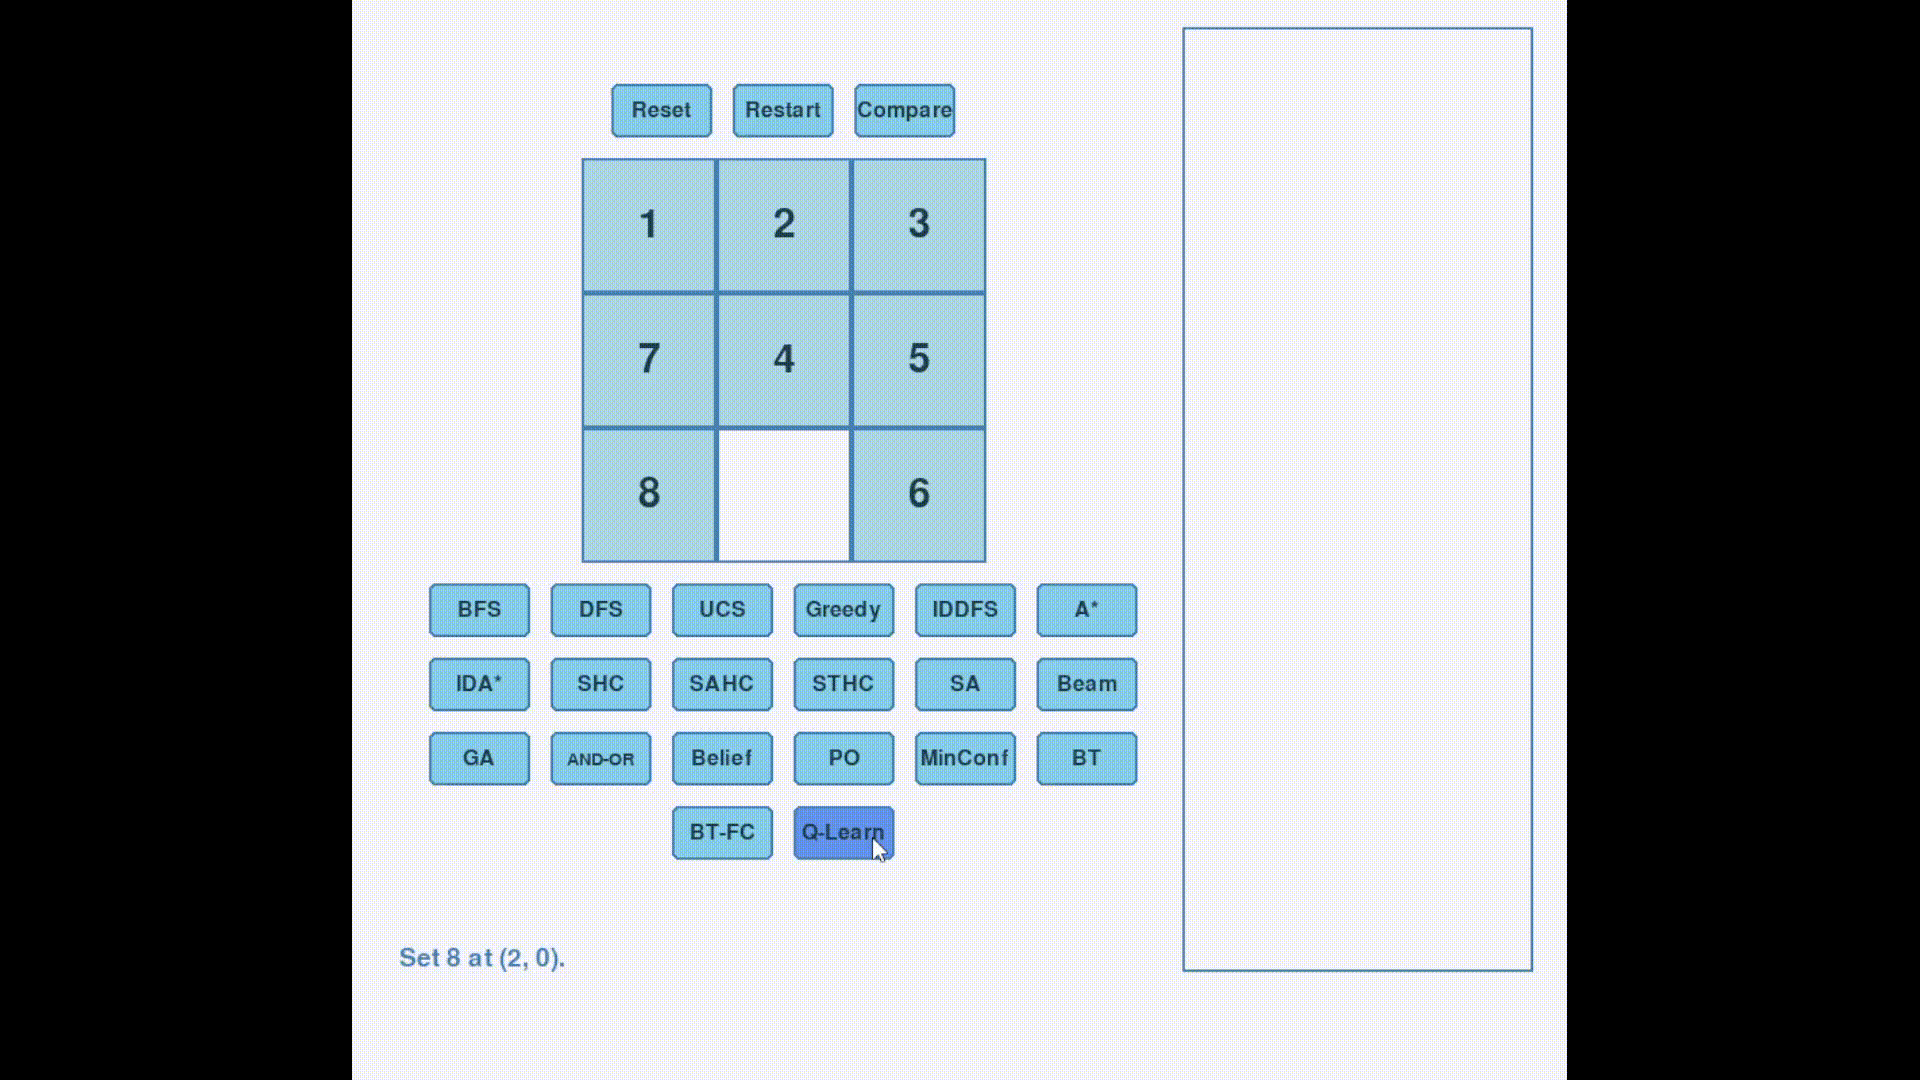 Reset Restart Compare
1 2 3
7 4 5
8 6
BFS DFS UCS Greedy IDDFS A*
IDA* SHC SAHC STHC SA Beam
GA AND-OR Belief PO MinConf BT
BT-FC Q-Learn
Set 8 at (2, 0).